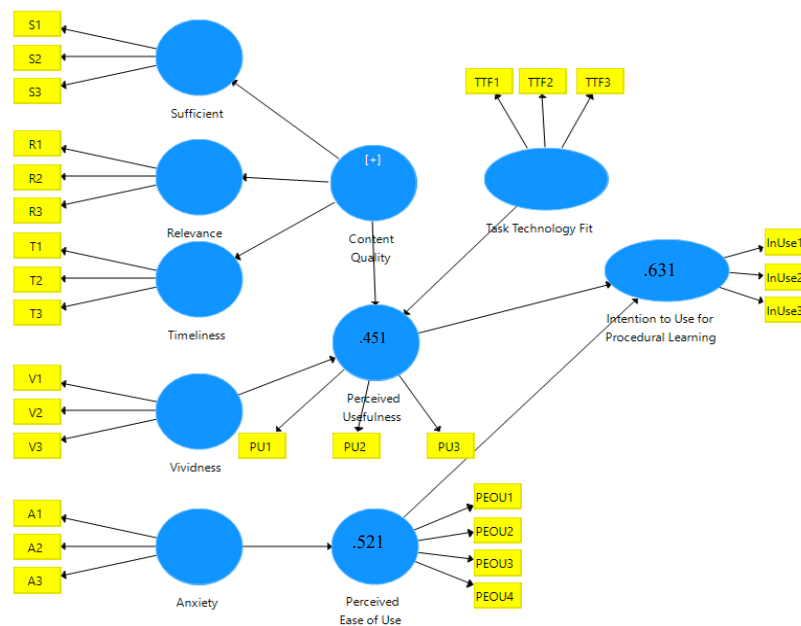 S1
S2
S3
Sufficient
R1
R2
R3
Relevance
T1
T2
T3
Timeliness
[+]
Content
Quality
TTF1
TTF2
TTF3
Task Technology Fit
.631
Intention to Use for
Procedural Learning
InUse1
InUse2
InUse3
.451
Perceived
Usefulness
PU1
PU2
PU3
V1
V2
V3
Vividness
A1
A2
A3
Anxiety
.521
Perceived
Ease of Use
PEOU1
PEOU2
PEOU3
PEOU4